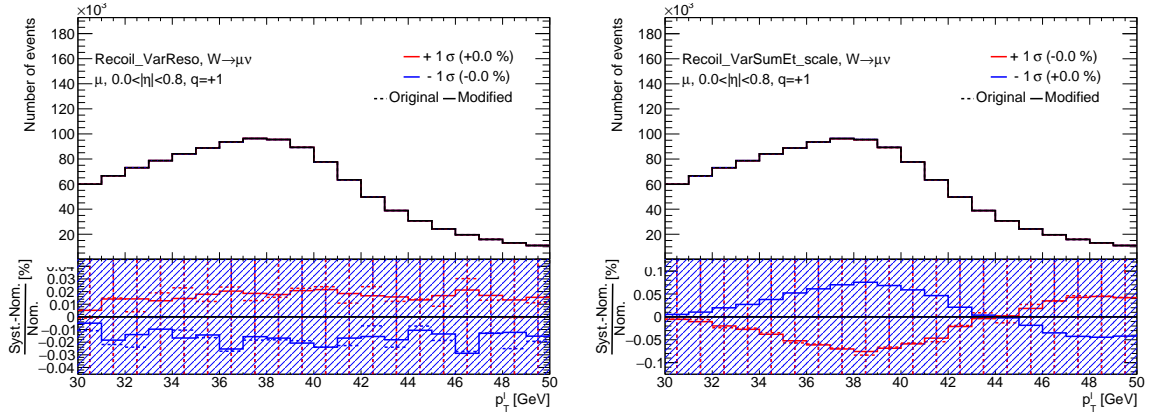 ×10³
180
160
140
120
100
80
60
40
20
Number of events
Recoil_VarReso, W→μν
μ, 0.0<|η|<0.8, q=+1
+ 1 σ (+0.0 %)
- 1 σ (-0.0 %)
Original Modified
Syst.-Nom.
Nom.
[%]
0.04
0.03
0.02
0.01
0
−0.01
−0.02
−0.03
−0.04
30 32 34 36 38 40 42 44 46 48 50
p_T^l [GeV]
×10³
180
160
140
120
100
80
60
40
20
Number of events
Recoil_VarSumEt_scale, W→μν
μ, 0.0<|η|<0.8, q=+1
+ 1 σ (-0.0 %)
- 1 σ (+0.0 %)
Original Modified
Syst.-Nom.
Nom.
[%]
0.1
0.05
0
−0.05
−0.1
30 32 34 36 38 40 42 44 46 48 50
p_T^l [GeV]